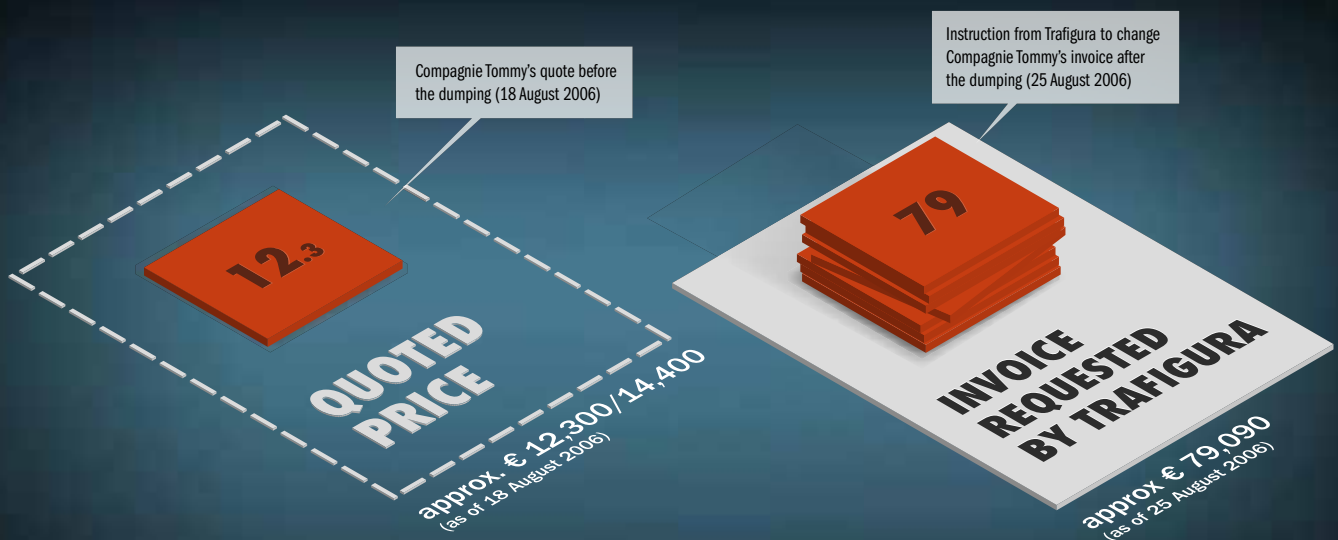 Compagnie Tommy's quote before
the dumping (18 August 2006)
12.3
QUOTED
PRICE
approx. € 12,300/14,400
(as of 18 August 2006)
Instruction from Trafigura to change
Compagnie Tommy's invoice after
the dumping (25 August 2006)
79
INVOICE
REQUESTED
BY TRAFIGURA
approx € 79,090
(as of 25 August 2006)